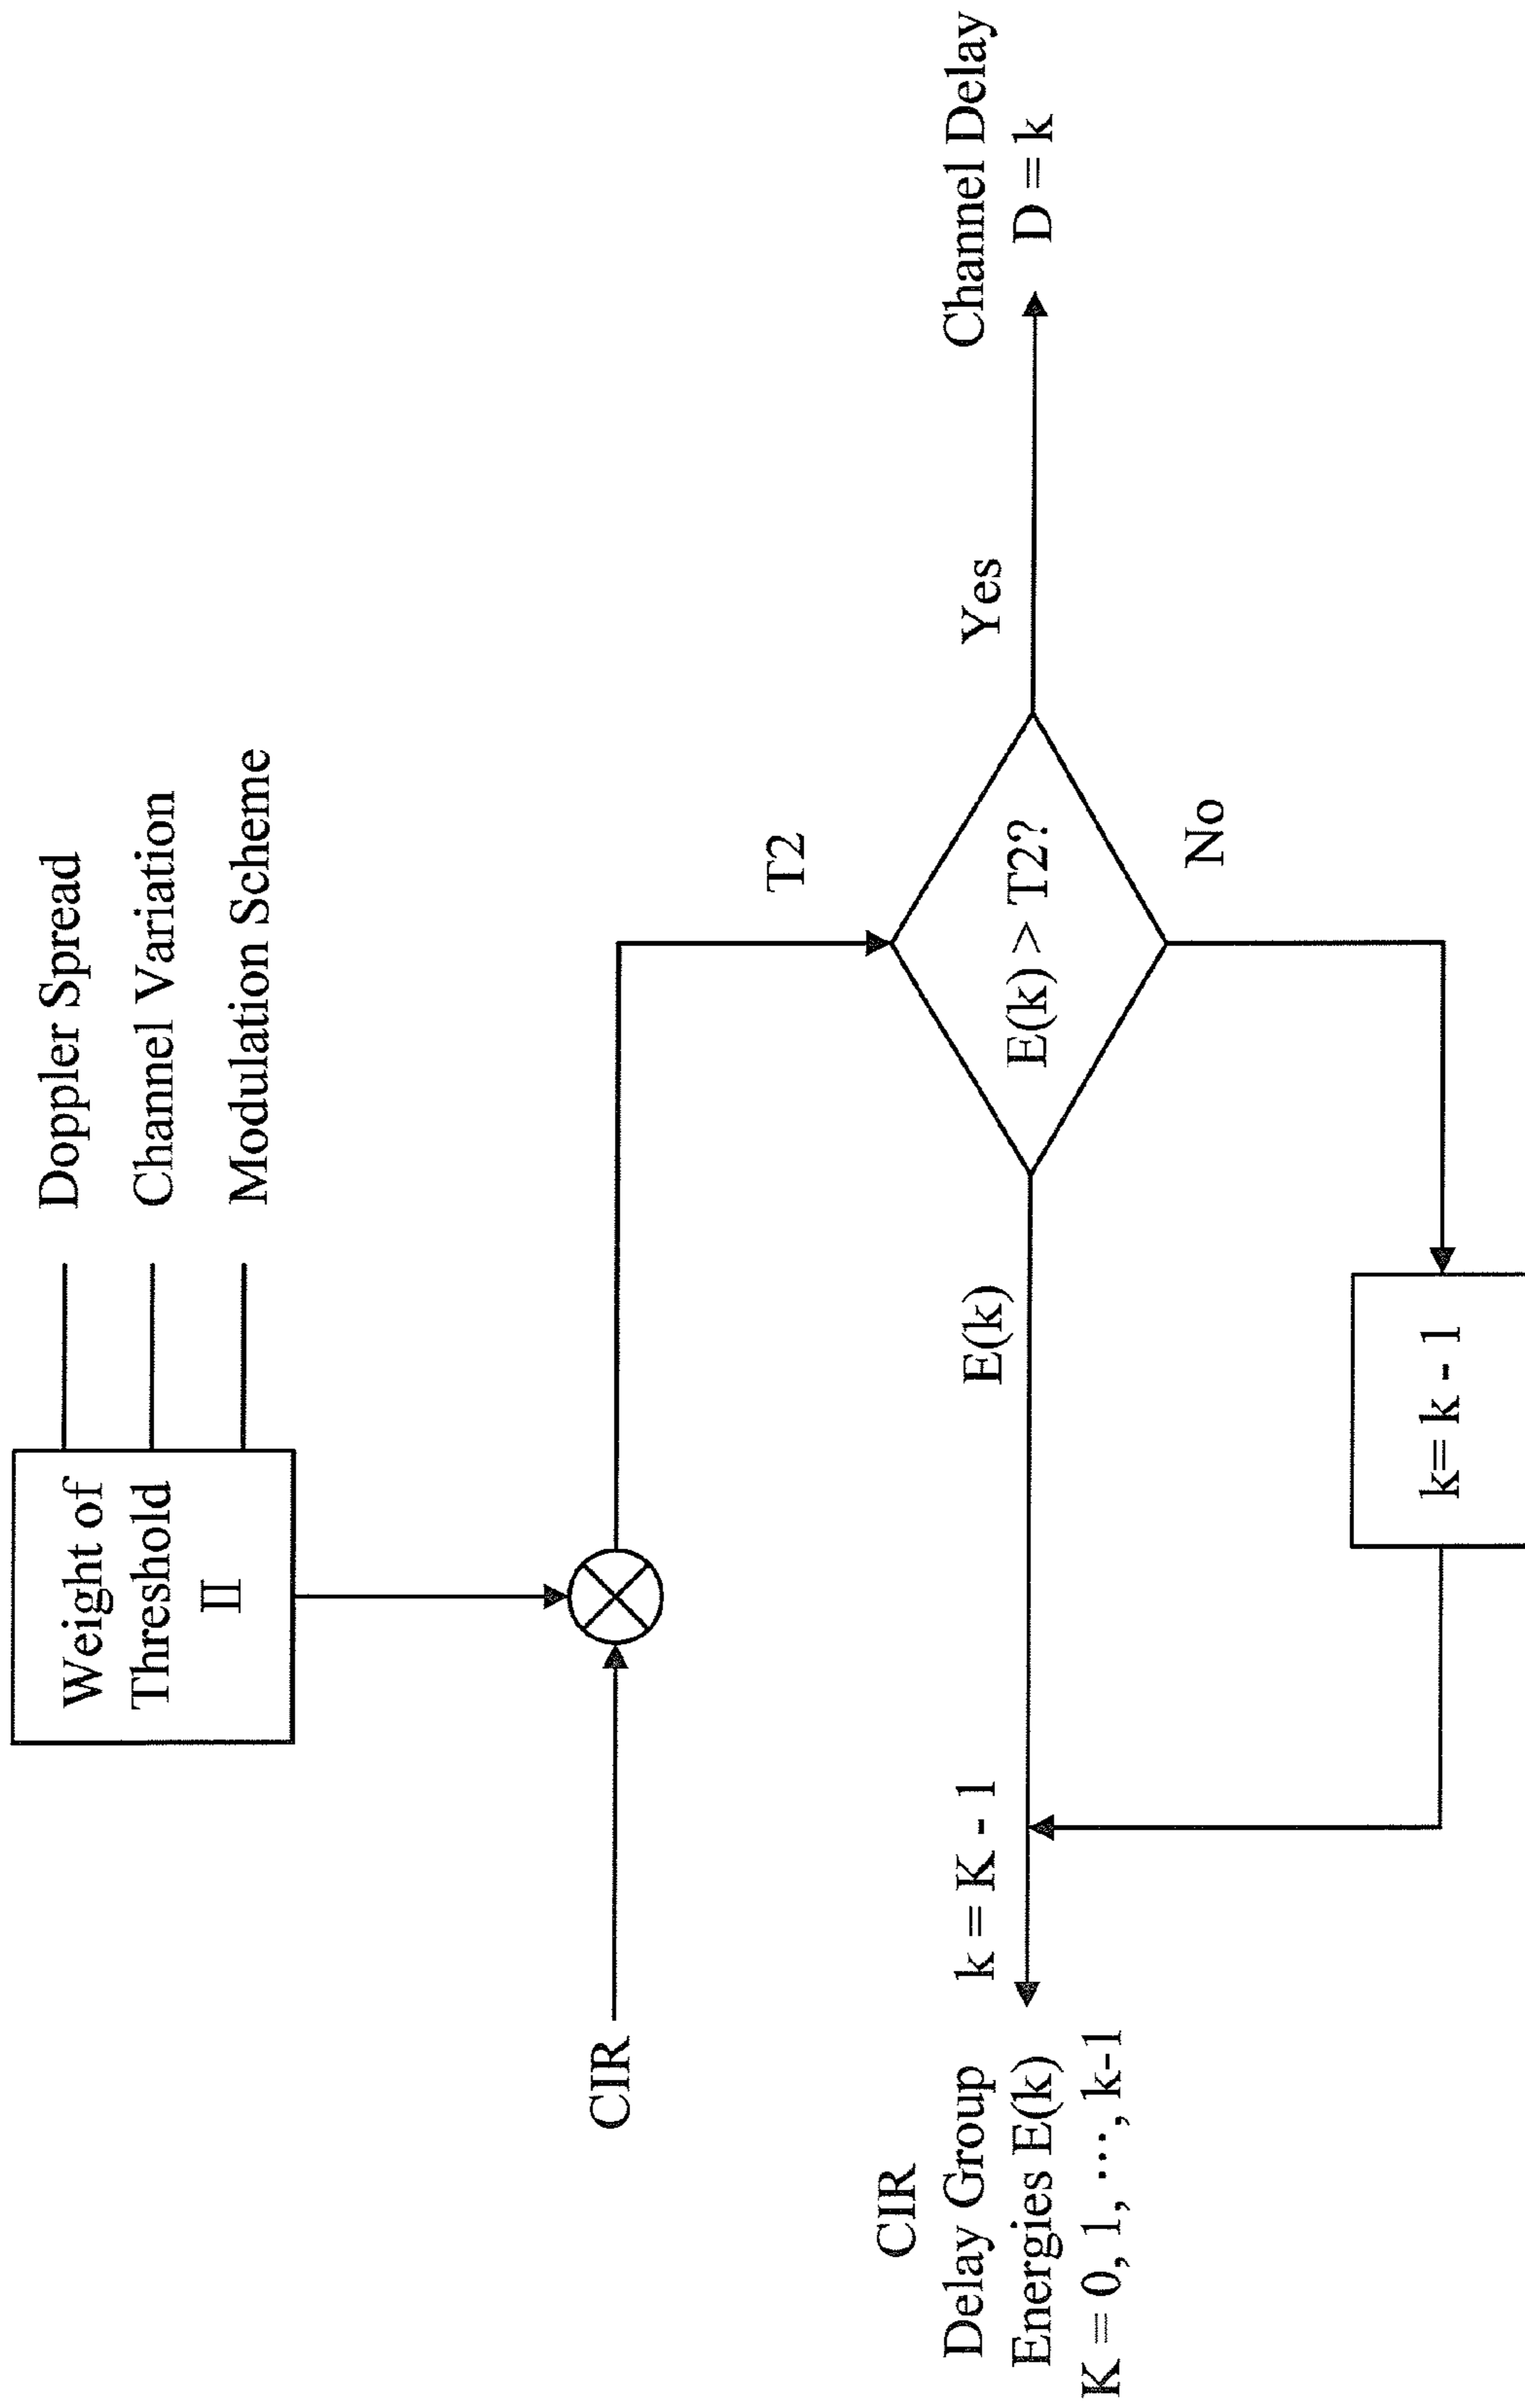 Weight of
Threshold
II
Doppler Spread
Channel Variation
Modulation Scheme
CIR
T2
CIR
Delay Group
Energies E(k)
K = 0, 1, ⋯, k-1
k = K - 1
E(k)
E(k) > T2?
Yes
Channel Delay
D = k
No
k= k - 1